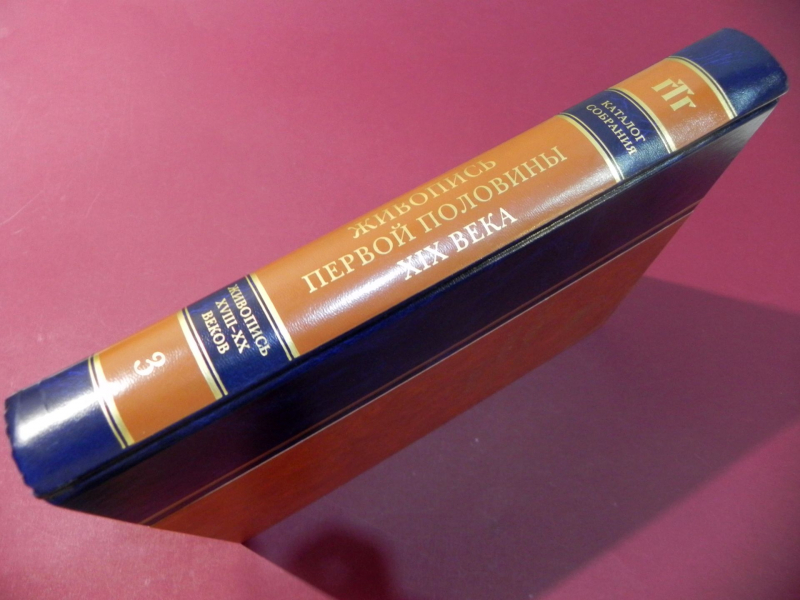 ГТГ
КАТАЛОГ
СОБРАНИЯ
ЖИВОПИСЬ
ПЕРВОЙ ПОЛОВИНЫ
XIX ВЕКА
ЖИВОПИСЬ
XVIII–XX
ВЕКОВ
3